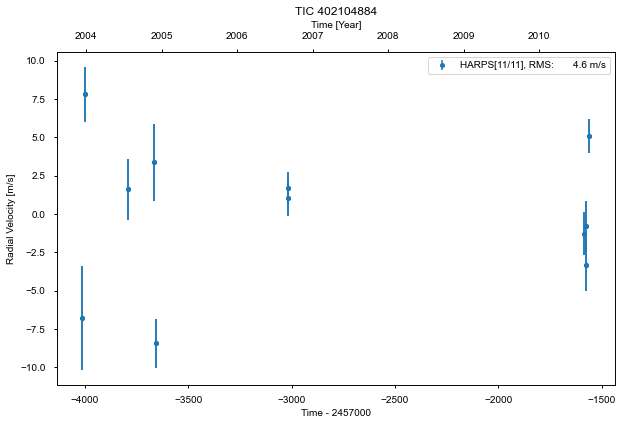 TIC 402104884
Time [Year]
2004 2005 2006 2007 2008 2009 2010
HARPS[11/11], RMS: 4.6 m/s
Radial Velocity [m/s]
10.0
7.5
5.0
2.5
0.0
−2.5
−5.0
−7.5
−10.0
−4000 −3500 −3000 −2500 −2000 −1500
Time - 2457000